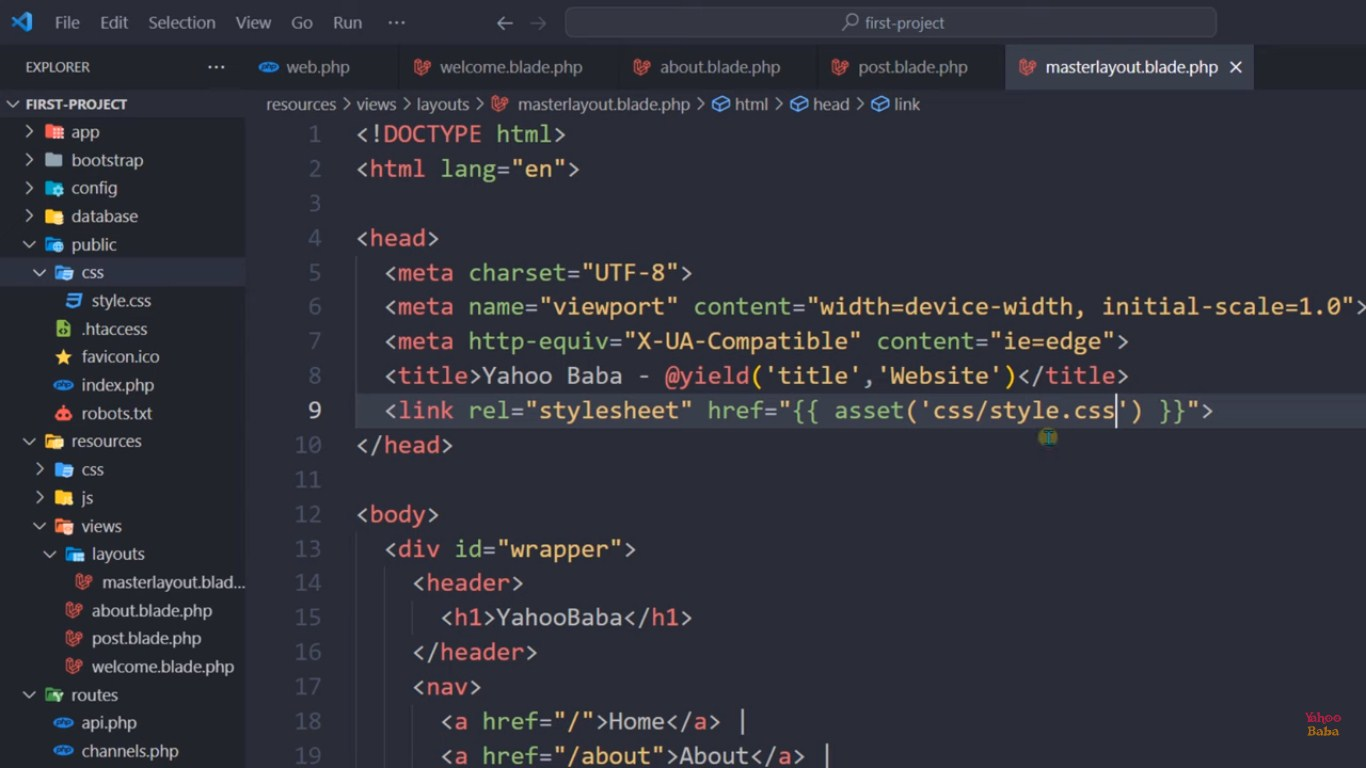 File Edit Selection View Go Run ···
first-project
EXPLORER ···
web.php
welcome.blade.php
about.blade.php
post.blade.php
masterlayout.blade.php
FIRST-PROJECT
app
bootstrap
config
database
public
css
style.css
.htaccess
favicon.ico
index.php
robots.txt
resources
css
js
views
layouts
masterlayout.blad...
about.blade.php
post.blade.php
welcome.blade.php
routes
api.php
channels.php
resources > views > layouts > masterlayout.blade.php > html > head > link
1 <!DOCTYPE html>
2 <html lang="en">
3
4 <head>
5 <meta charset="UTF-8">
6 <meta name="viewport" content="width=device-width, initial-scale=1.0">
7 <meta http-equiv="X-UA-Compatible" content="ie=edge">
8 <title>Yahoo Baba - @yield('title','Website')</title>
9 <link rel="stylesheet" href="{{ asset('css/style.css') }}">
10 </head>
11
12 <body>
13 <div id="wrapper">
14 <header>
15 <h1>YahooBaba</h1>
16 </header>
17 <nav>
18 <a href="/">Home</a> |
19 <a href="/about">About</a> |
Yahoo
Baba